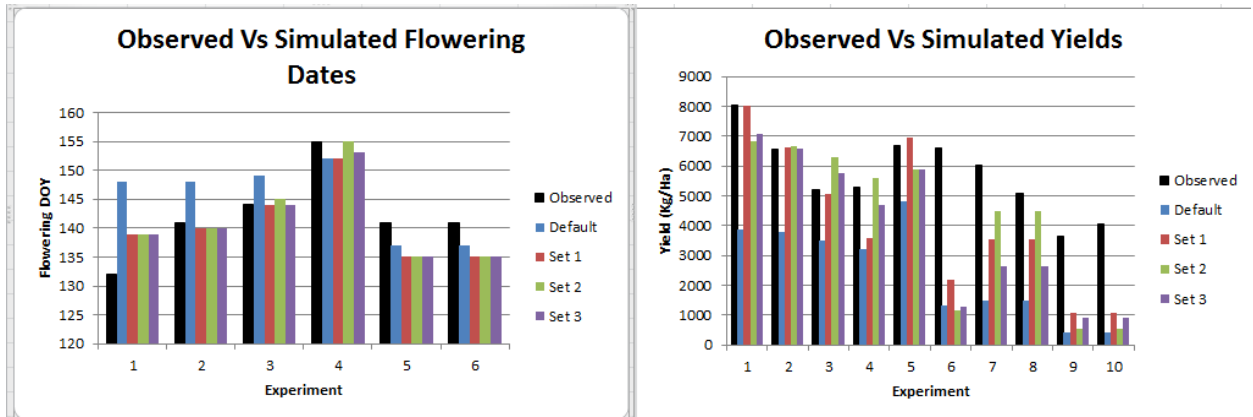 Observed Vs Simulated Flowering
Dates
160
155
150
145
140
135
130
125
120
Flowering DOY
1 2 3 4 5 6
Experiment
Observed
Default
Set 1
Set 2
Set 3
Observed Vs Simulated Yields
9000
8000
7000
6000
5000
4000
3000
2000
1000
0
Yield (Kg/Ha)
1 2 3 4 5 6 7 8 9 10
Experiment
Observed
Default
Set 1
Set 2
Set 3